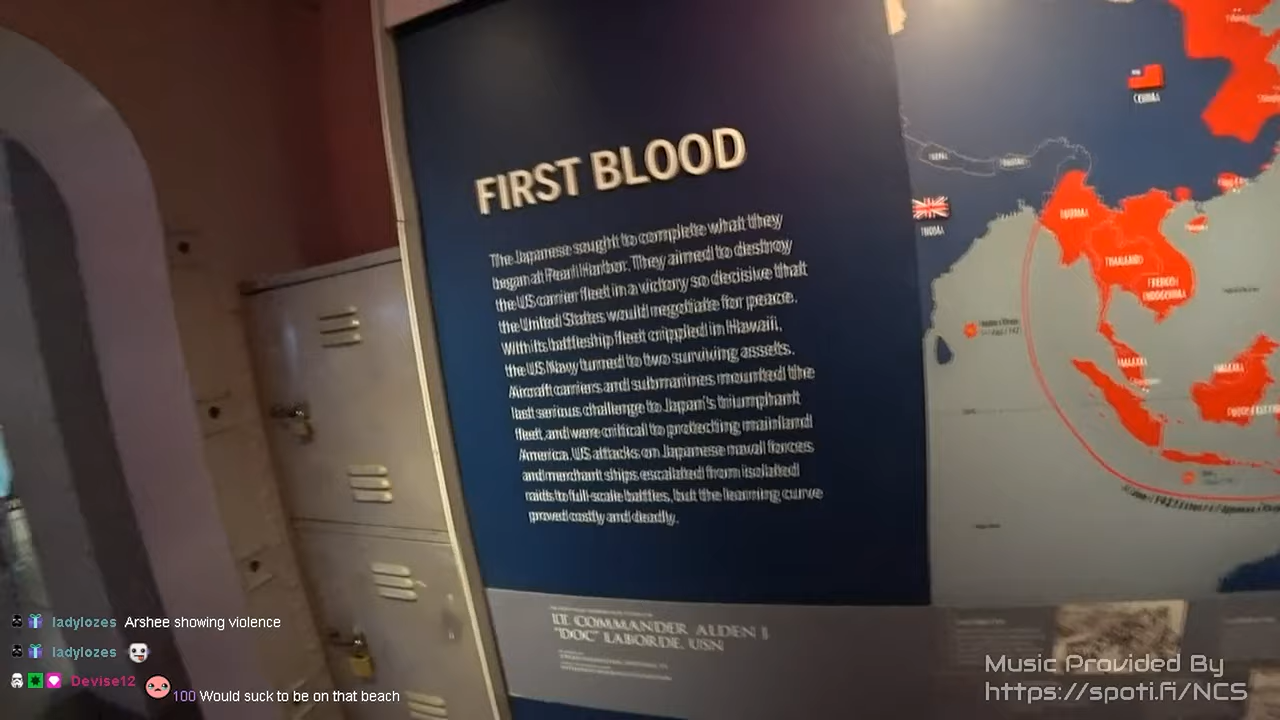 FIRST BLOOD
The Japanese sought to complete what they
began at Pearl Harbor. They aimed to destroy
the US carrier fleet in a victory so decisive that
the United States would negotiate for peace.
With its battleship fleet crippled in Hawaii,
the US Navy turned to two surviving assets.
Aircraft carriers and submarines mounted the
last serious challenge to Japan's triumphant
fleet, and were critical to protecting mainland
America. US attacks on Japanese naval forces
and merchant ships escalated from isolated
raids to full-scale battles, but the learning curve
proved costly and deadly.
LT. COMMANDER ALDEN J.
"DOC" LABORDE, USN
CHINA
INDIA
BURMA
THAILAND
FRENCH
INDOCHINA
MALAYA
ladylozes Arshee showing violence
ladylozes
Devise12 100 Would suck to be on that beach
Music Provided By
https://spoti.fi/NCS